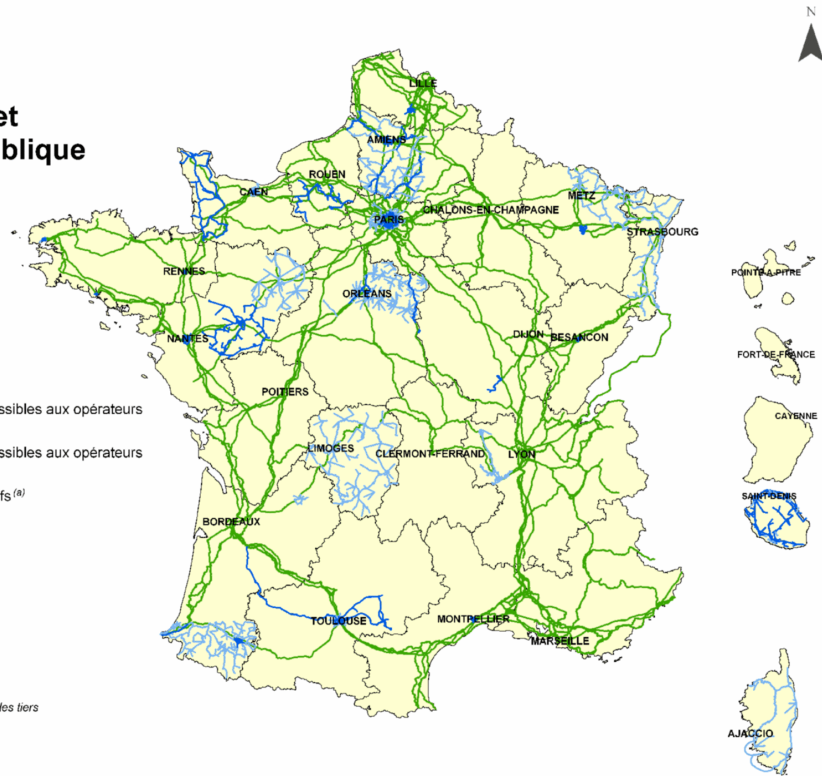 N
et
blique
LILLE
AMIENS
ROUEN
CAEN
METZ
PARIS
CHALONS-EN-CHAMPAGNE
STRASBOURG
RENNES
POINTE-A-PITRE
ORLEANS
NANTES
DIJON
BESANCON
FORT-DE-FRANCE
POITIERS
ssibles aux opérateurs
CAYENNE
LIMOGES
CLERMONT-FERRAND
LYON
ssibles aux opérateurs
fs (a)
SAINT-DENIS
BORDEAUX
TOULOUSE
MONTPELLIER
MARSEILLE
des tiers
AJACCIO